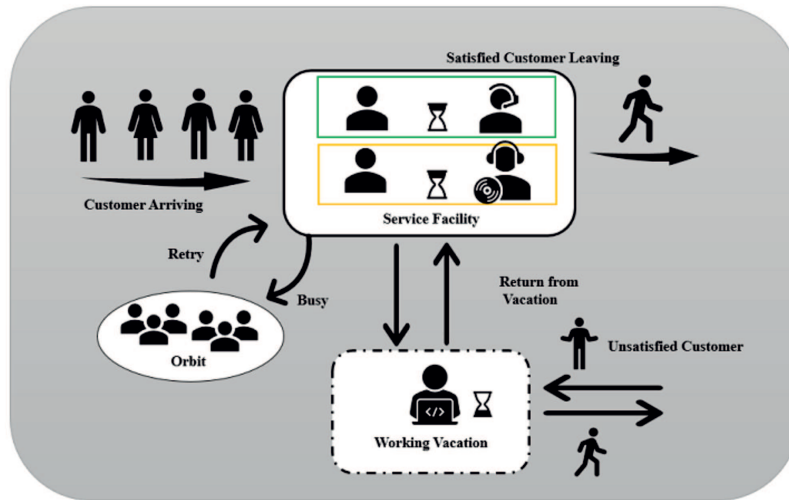 Satisfied Customer Leaving
Customer Arriving
Service Facility
Retry
Busy
Return from
Vacation
Orbit
Unsatisfied Customer
</>
Working Vacation